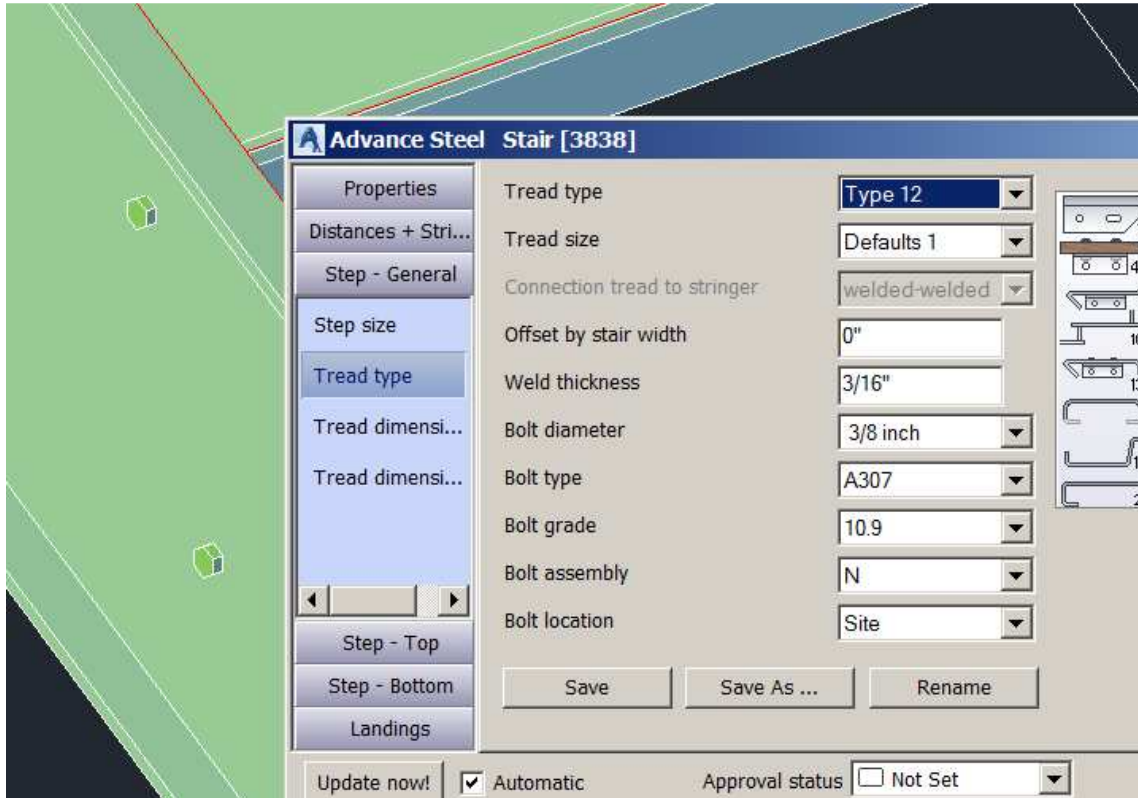 Advance Steel Stair [3838]
Properties
Distances + Stri...
Step - General
Step size
Tread type
Tread dimensi...
Tread dimensi...
Step - Top
Step - Bottom
Landings
Tread type Type 12
Tread size Defaults 1
Connection tread to stringer welded-welded
Offset by stair width 0"
Weld thickness 3/16"
Bolt diameter 3/8 inch
Bolt type A307
Bolt grade 10.9
Bolt assembly N
Bolt location Site
Save Save As ... Rename
Update now! Automatic Approval status Not Set